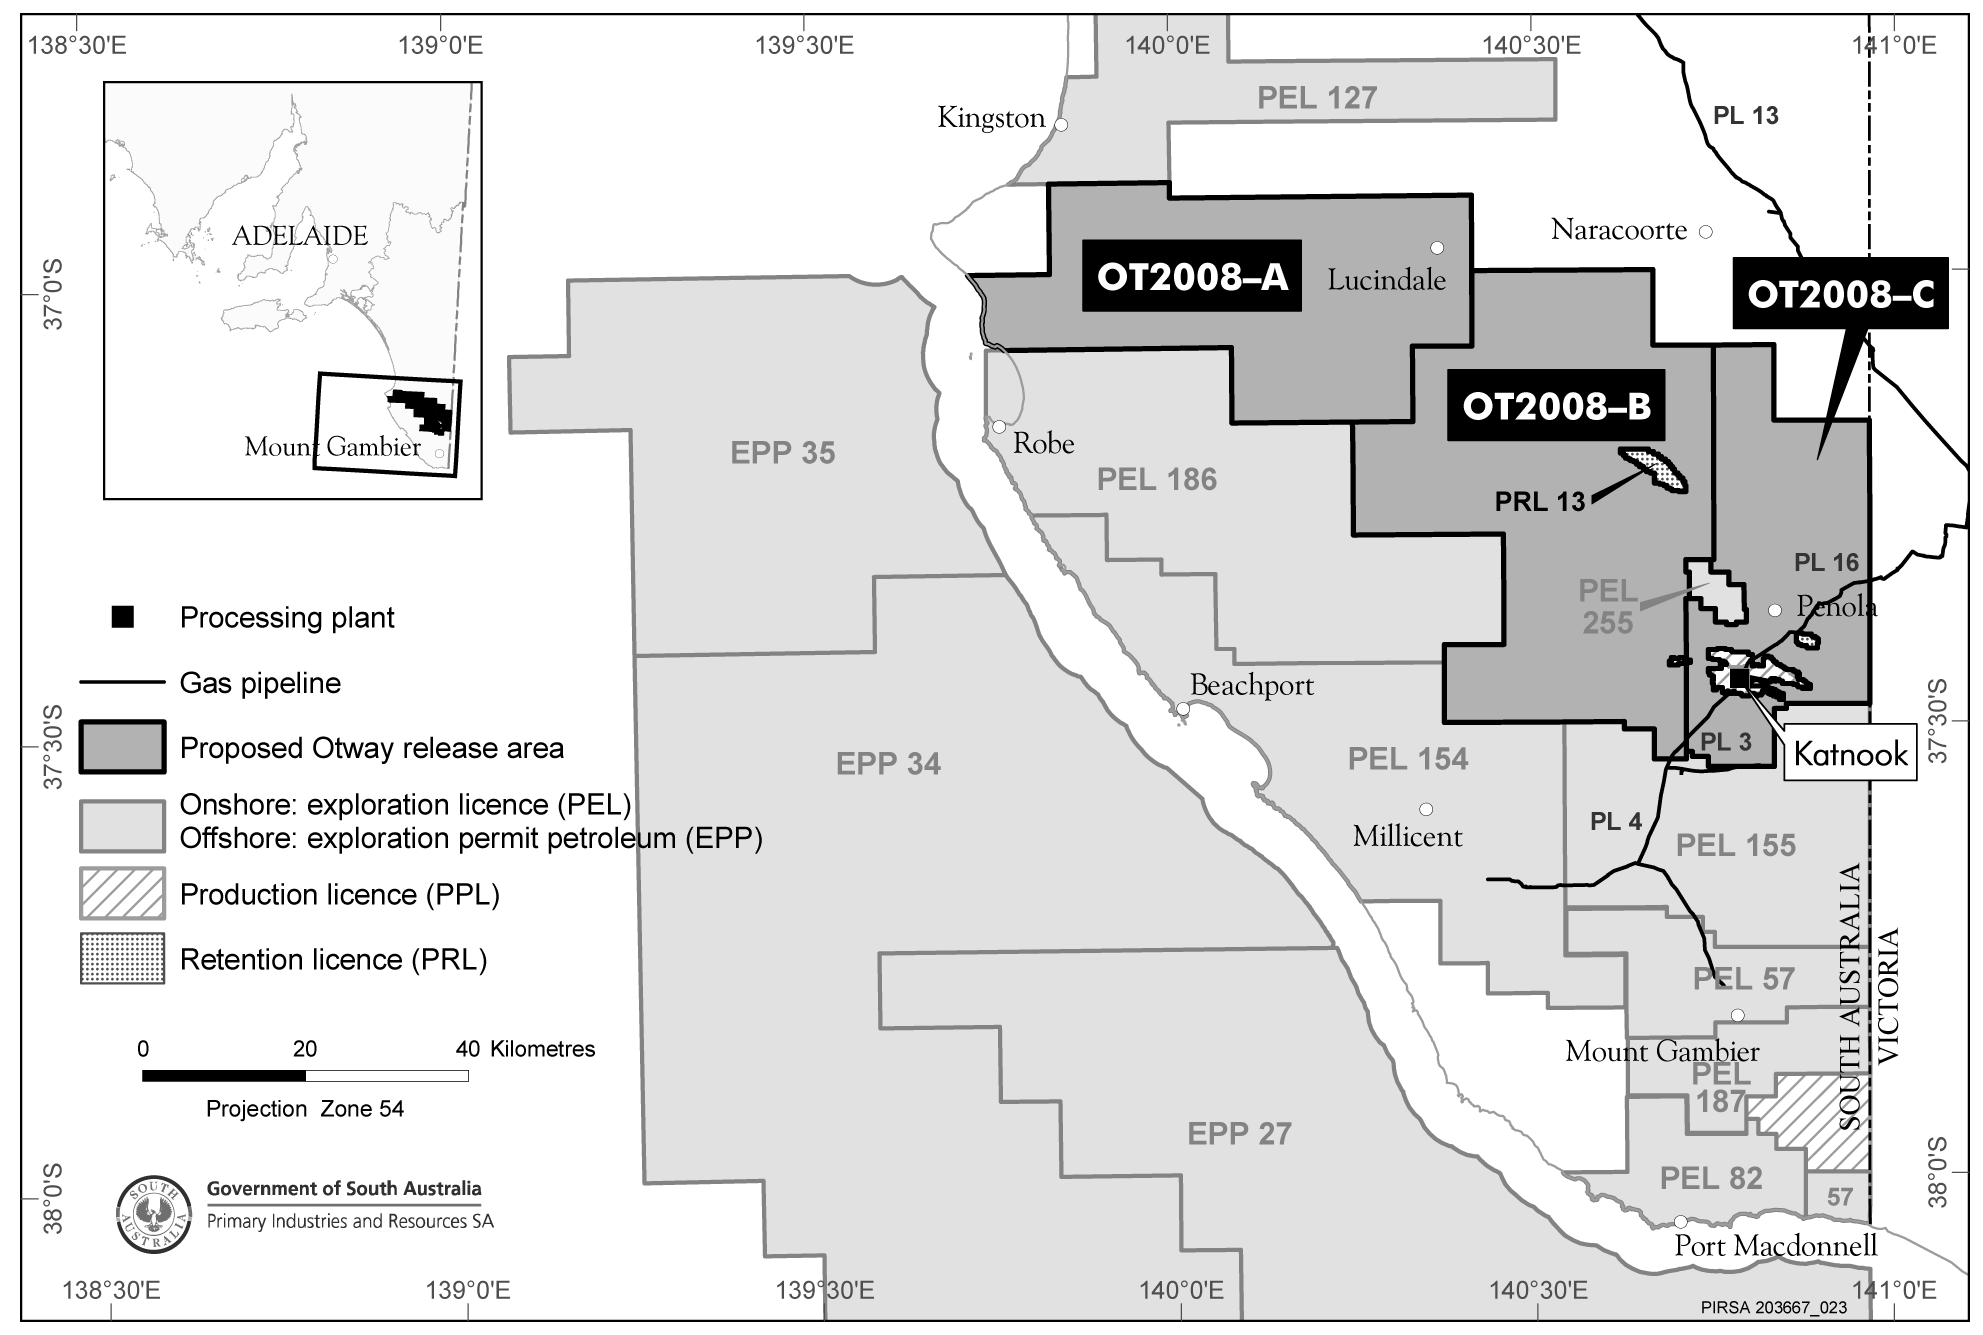 138°30'E
139°0'E
139°30'E
140°0'E
140°30'E
141°0'E
PEL 127
Kingston
PL 13
ADELAIDE
Mount Gambier
Naracoorte
OT2008–A
Lucindale
OT2008–C
37°0'S
OT2008–B
EPP 35
Robe
PEL 186
PRL 13
PL 16
PEL
255
Penola
Processing plant
Gas pipeline
Proposed Otway release area
Onshore: exploration licence (PEL)
Offshore: exploration permit petroleum (EPP)
Production licence (PPL)
Retention licence (PRL)
Beachport
37°30'S
37°30'S
PL 3
Katnook
EPP 34
PEL 154
Millicent
PL 4
PEL 155
SOUTH AUSTRALIA
VICTORIA
PEL 57
Mount Gambier
PEL
187
0 20 40 Kilometres
Projection Zone 54
EPP 27
PEL 82
57
38°0'S
38°0'S
SOUTH
AUSTRALIA
Government of South Australia
Primary Industries and Resources SA
Port Macdonnell
138°30'E
139°0'E
139°30'E
140°0'E
140°30'E
141°0'E
PIRSA 203667_023